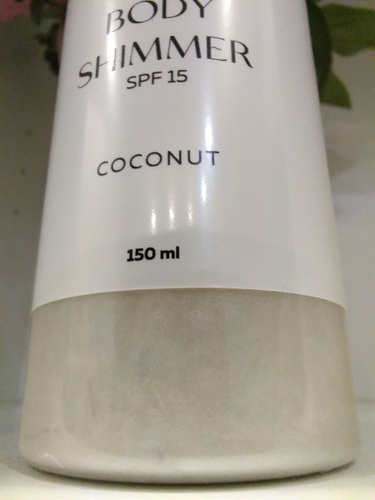 BODY
SHIMMER
SPF 15
COCONUT
150 ml